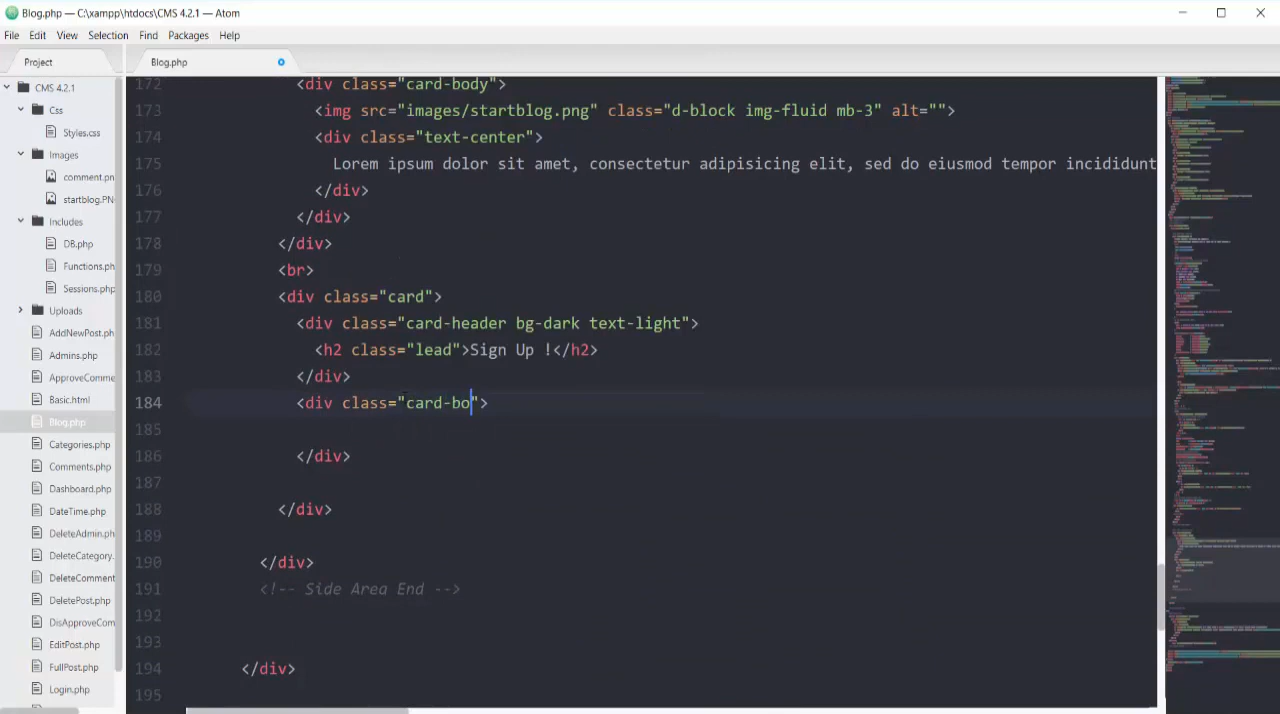 Blog.php — C:\xampp\htdocs\CMS 4.2.1 — Atom
File Edit View Selection Find Packages Help
Project
Blog.php
CMS 4.2.1
Css
Styles.css
Images
comment.pn
startblog.PN
Includes
DB.php
Functions.ph
Sessions.php
Uploads
AddNewPost.ph
Admins.php
ApproveComme
Basic.html
Blog.php
Categories.php
Comments.php
Dashboard.php
DateTime.php
DeleteAdmin.ph
DeleteCategory.
DeleteComment
DeletePost.php
DisApproveCom
EditPost.php
FullPost.php
Login.php
172 <div class="card-body">
173 <img src="images/startblog.png" class="d-block img-fluid mb-3" alt="">
174 <div class="text-center">
175 Lorem ipsum dolor sit amet, consectetur adipisicing elit, sed do eiusmod tempor incididunt
176 </div>
177 </div>
178 </div>
179 <br>
180 <div class="card">
181 <div class="card-header bg-dark text-light">
182 <h2 class="lead">Sign Up !</h2>
183 </div>
184 <div class="card-bo">
185
186 </div>
187
188 </div>
189
190 </div>
191 <!-- Side Area End -->
192
193
194 </div>
195